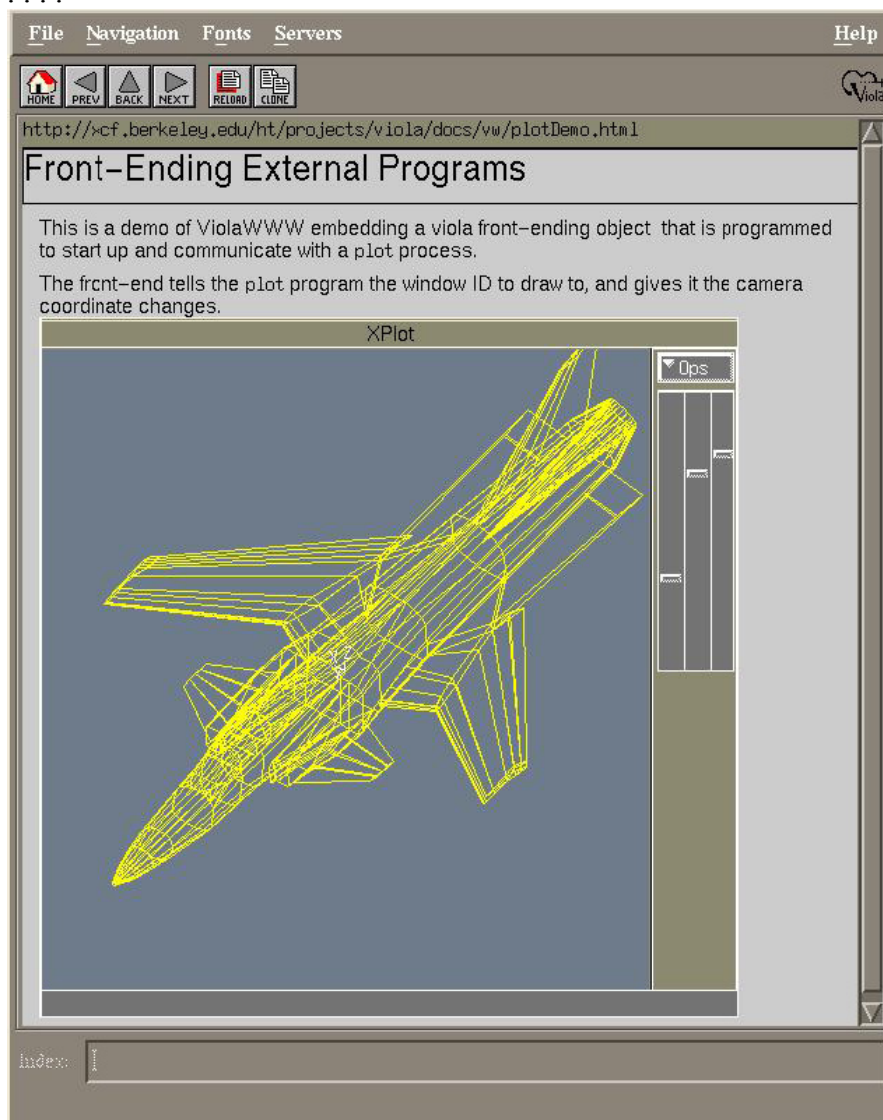 File Navigation Fonts Servers Help
HOME PREV BACK NEXT RELOAD CLONE Viola
http://xcf.berkeley.edu/ht/projects/viola/docs/vw/plotDemo.html
Front-Ending External Programs
This is a demo of ViolaWWW embedding a viola front-ending object that is programmed
to start up and communicate with a plot process.
The front-end tells the plot program the window ID to draw to, and gives it the camera
coordinate changes.
XPlot
Ops
Index: